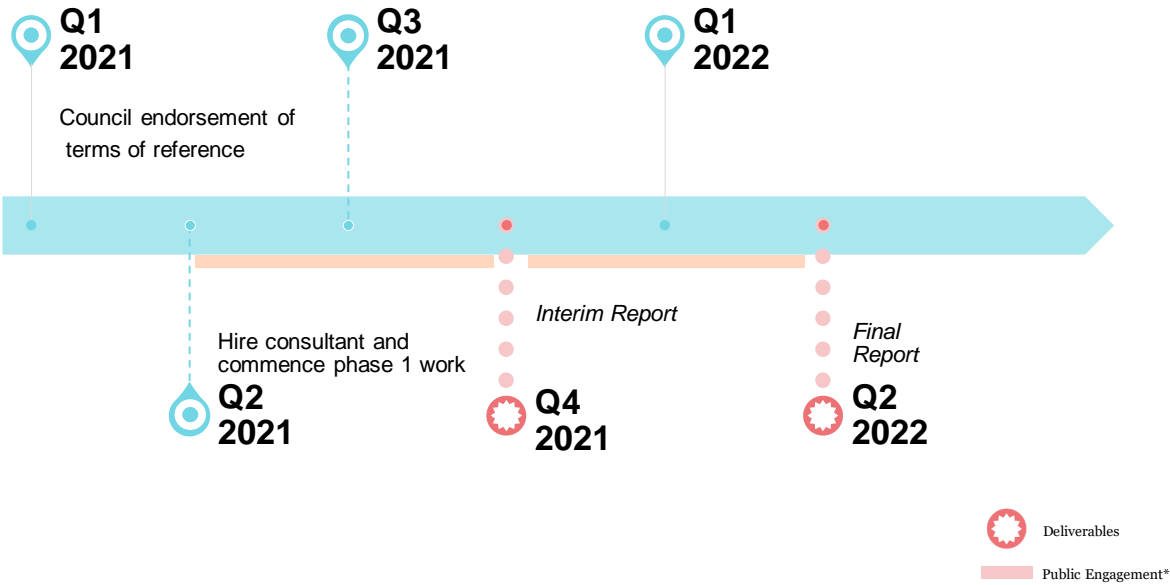 Q1
2021
Q3
2021
Q1
2022
Council endorsement of
terms of reference
Hire consultant and
commence phase 1 work
Q2
2021
Interim Report
Q4
2021
Final
Report
Q2
2022
Deliverables
Public Engagement*